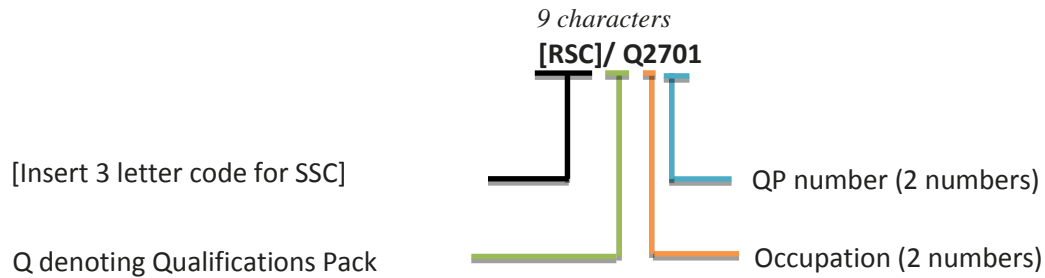 9 characters
[RSC]/ Q2701
[Insert 3 letter code for SSC]
QP number (2 numbers)
Q denoting Qualifications Pack
Occupation (2 numbers)